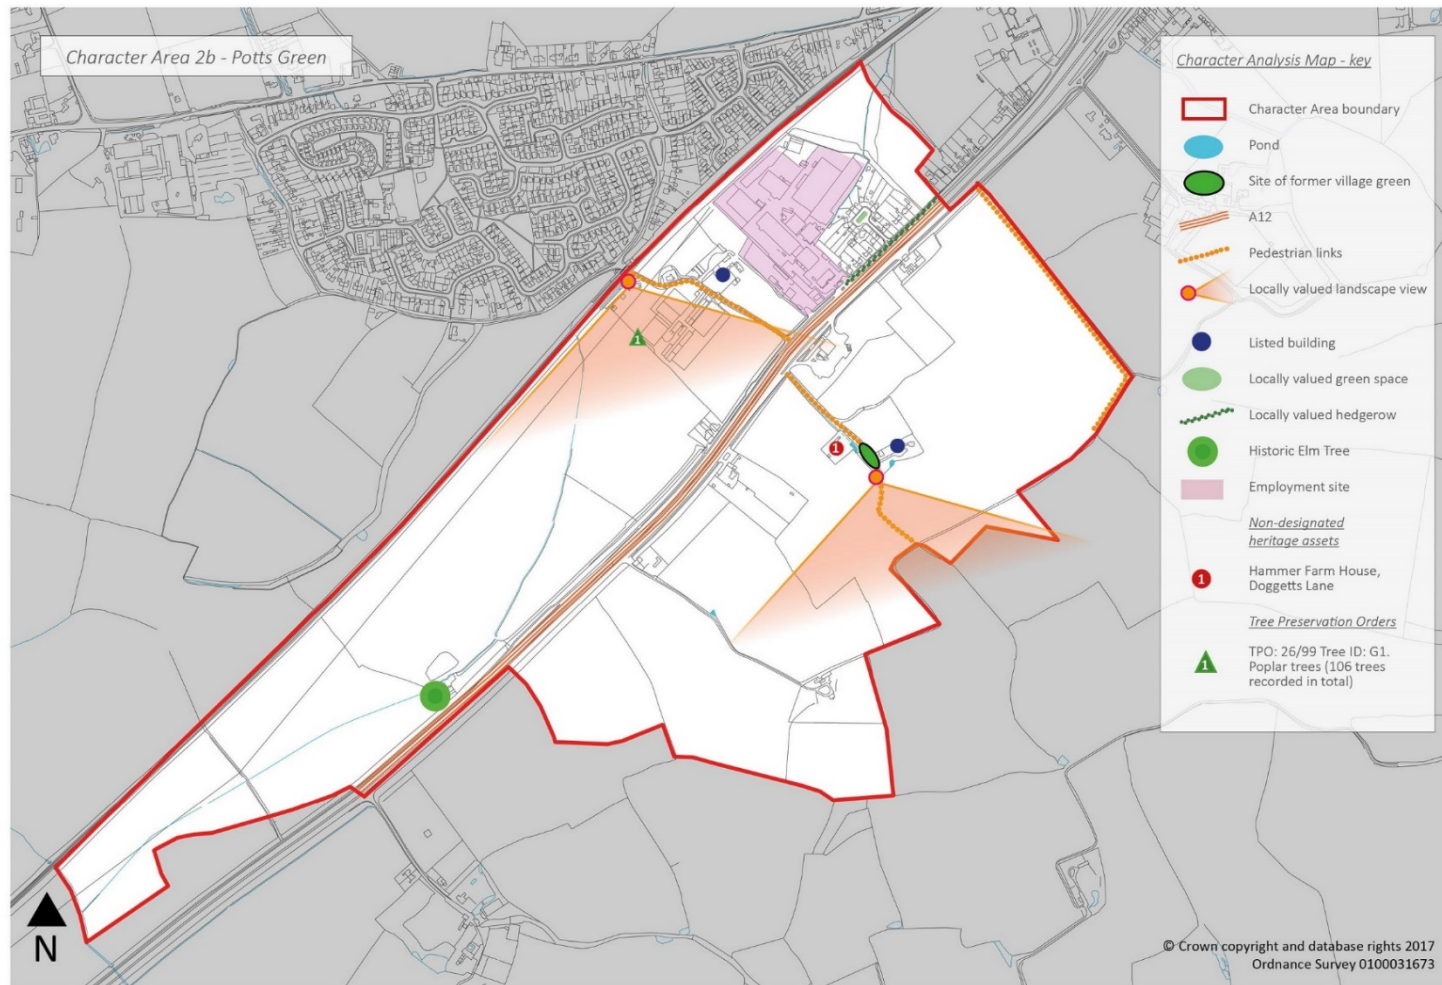 Character Area 2b - Potts Green
Character Analysis Map - key
Character Area boundary
Pond
Site of former village green
A12
Pedestrian links
Locally valued landscape view
Listed building
Locally valued green space
Locally valued hedgerow
Historic Elm Tree
Employment site
Non-designated
heritage assets
1
Hammer Farm House,
Doggetts Lane
Tree Preservation Orders
1
TPO: 26/99 Tree ID: G1.
Poplar trees (106 trees
recorded in total)
1
1
N
© Crown copyright and database rights 2017
Ordnance Survey 0100031673